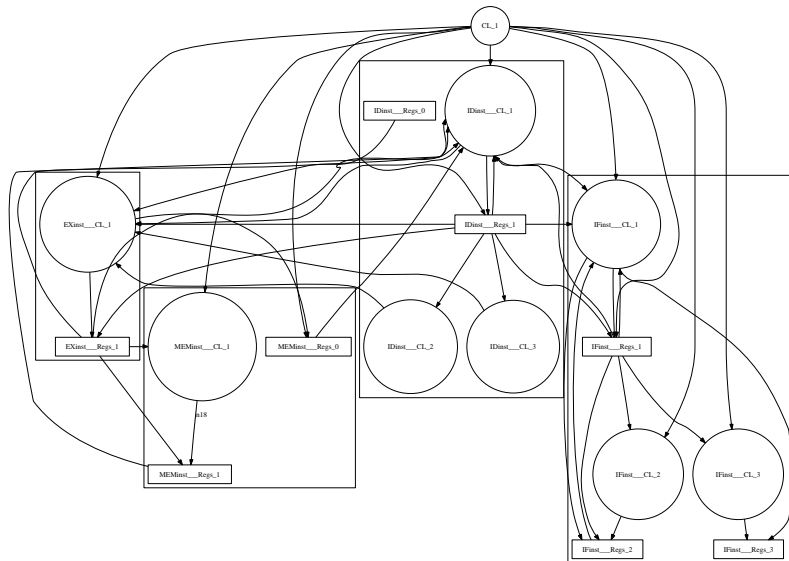 CL_1
IDinst___Regs_0
IDinst___CL_1
EXinst___CL_1
IDinst___Regs_1
IFinst___CL_1
EXinst___Regs_1
MEMinst___CL_1
MEMinst___Regs_0
IDinst___CL_2
IDinst___CL_3
IFinst___Regs_1
n18
MEMinst___Regs_1
IFinst___CL_2
IFinst___CL_3
IFinst___Regs_2
IFinst___Regs_3